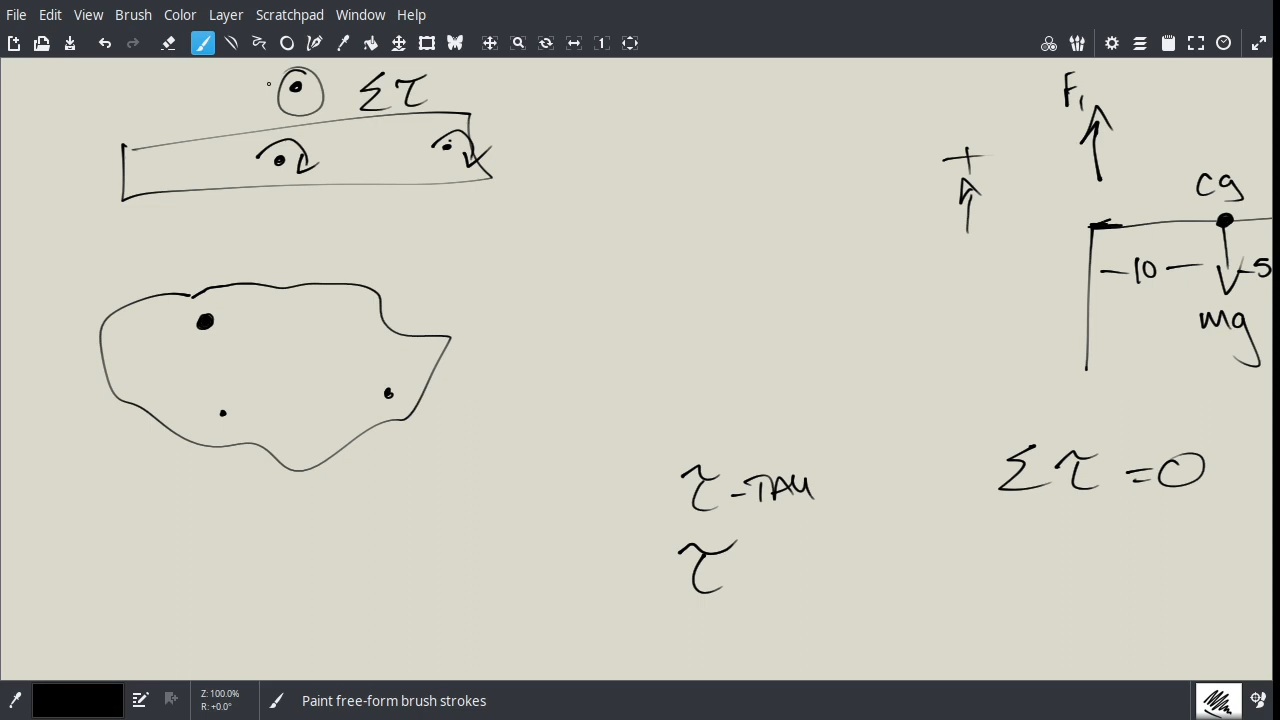 File Edit View Brush Color Layer Scratchpad Window Help
Στ
F₁
+
cg
-10- -5
mg
τ-TAU
τ
Στ=0
Z: 100.0%
R: +0.0°
Paint free-form brush strokes